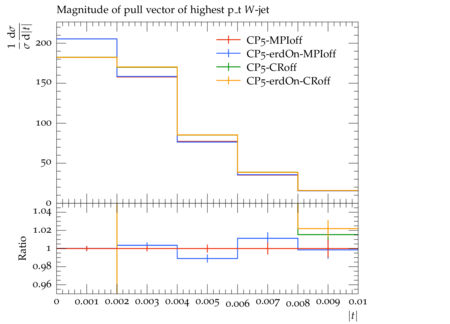 Magnitude of pull vector of highest p_t W-jet
1/σ dσ/d|t|
CP5-MPIoff
CP5-erdOn-MPIoff
CP5-CRoff
CP5-erdOn-CRoff
200
150
100
50
0
Ratio
1.04
1.02
1
0.98
0.96
0 0.001 0.002 0.003 0.004 0.005 0.006 0.007 0.008 0.009 0.01
|t|